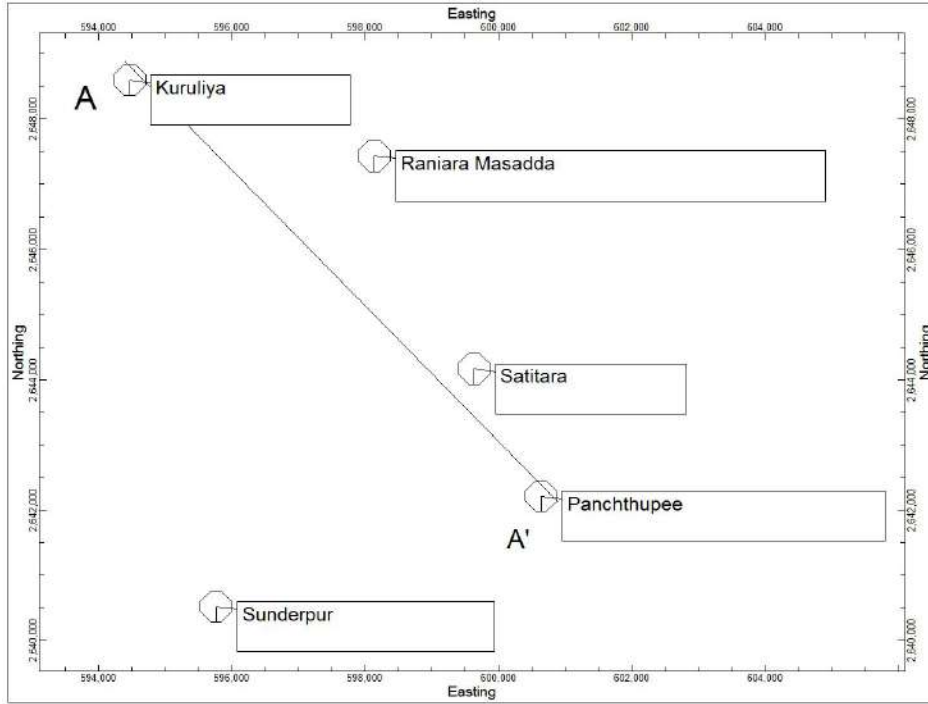 Easting
594,000 596,000 598,000 600,000 602,000 604,000
A
Kuruliya
Raniara Masadda
Satitara
Panchthupee
A'
Sunderpur
2,648,000 2,648,000
2,646,000 2,646,000
Northing Northing
2,644,000 2,644,000
2,642,000 2,642,000
2,640,000 2,640,000
594,000 596,000 598,000 600,000 602,000 604,000
Easting